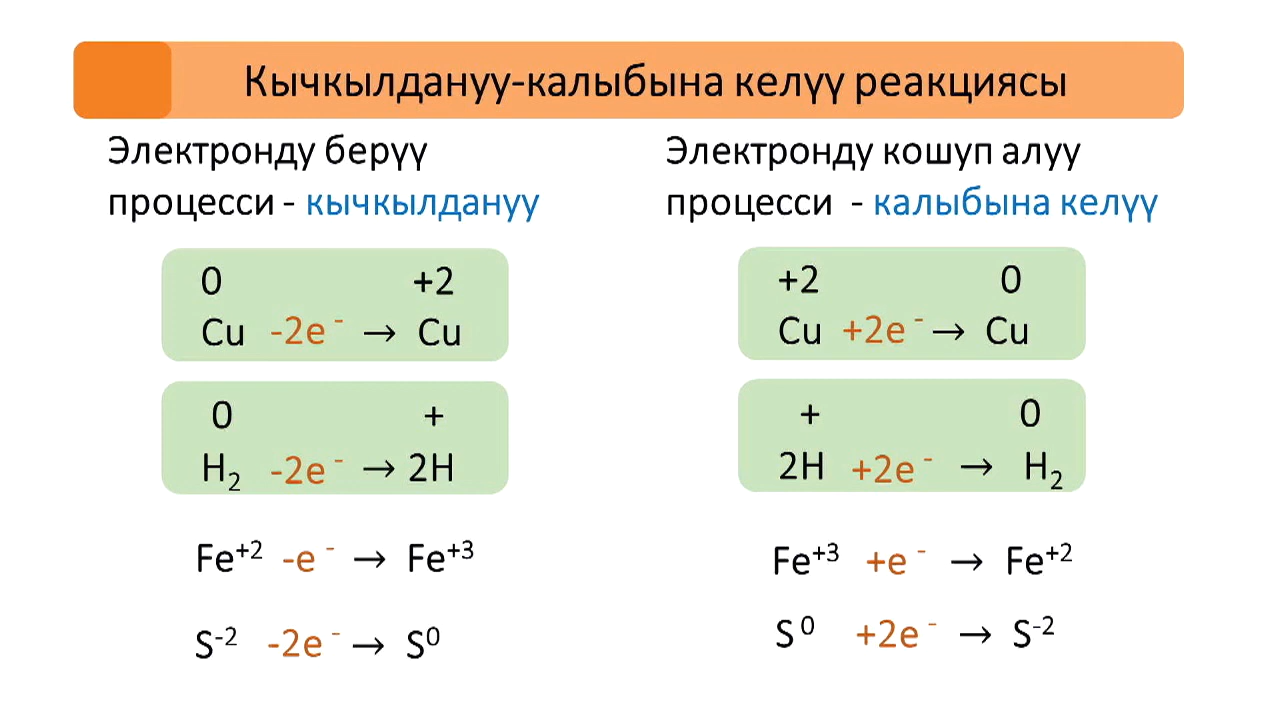 Кычкылдануу-калыбына келүү реакциясы
Электронду берүү
процесси - кычкылдануу
0 +2
Cu -2e⁻ → Cu
0 +
H₂ -2e⁻ → 2H
Fe⁺² -e⁻ → Fe⁺³
S⁻² -2e⁻ → S⁰
Электронду кошуп алуу
процесси - калыбына келүү
+2 0
Cu +2e⁻ → Cu
+ 0
2H +2e⁻ → H₂
Fe⁺³ +e⁻ → Fe⁺²
S⁰ +2e⁻ → S⁻²